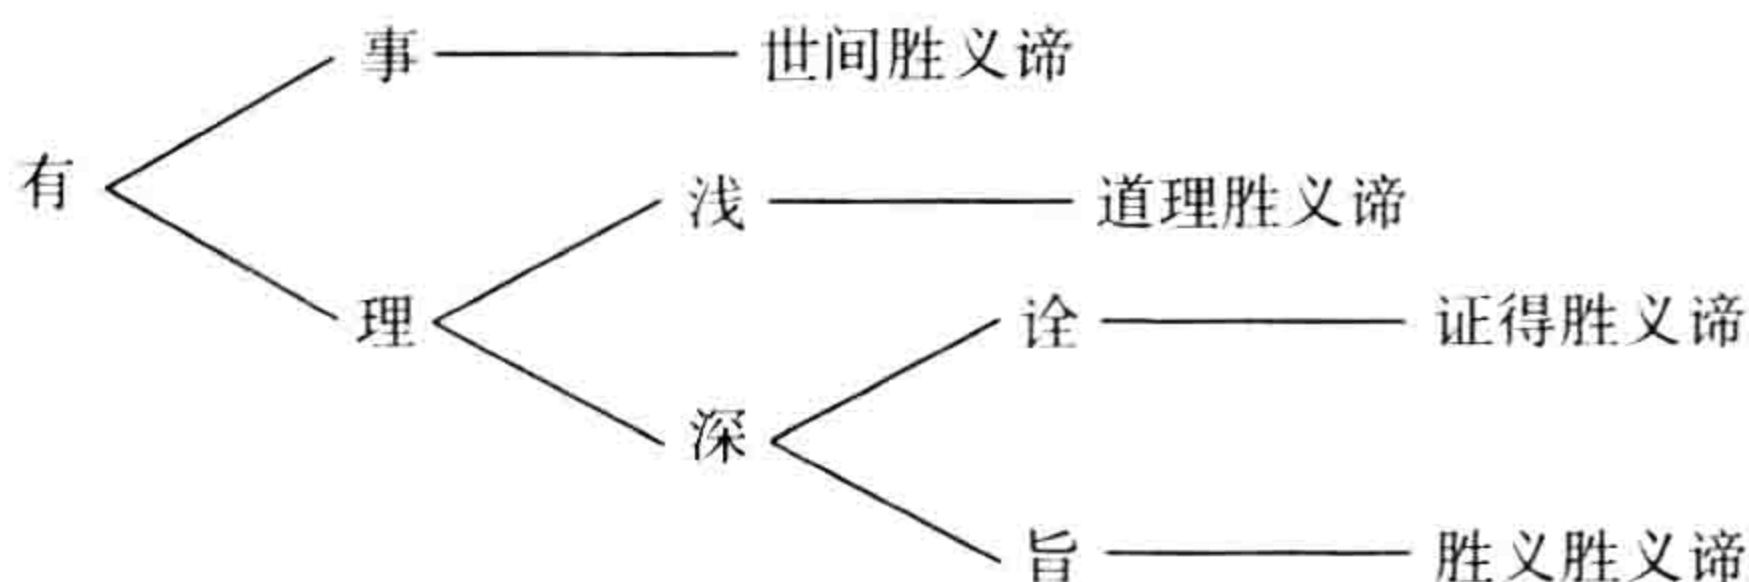 事 世间胜义谛
有
浅 道理胜义谛
理
诠 证得胜义谛
深
旨 胜义胜义谛